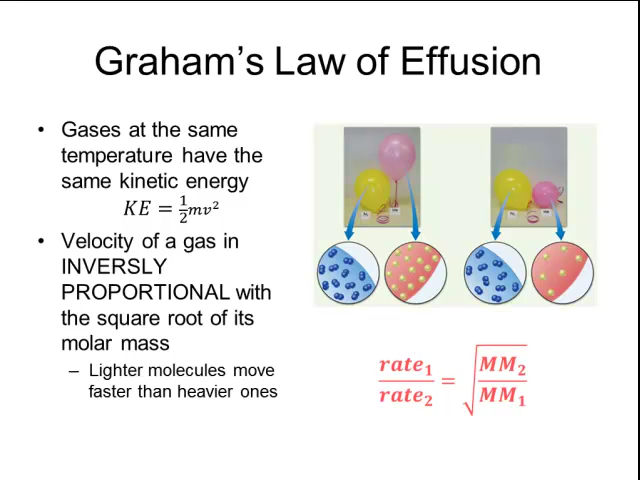 Graham's Law of Effusion
• Gases at the same
temperature have the
same kinetic energy
KE = 1/2 mv²
• Velocity of a gas in
INVERSLY
PROPORTIONAL with
the square root of its
molar mass
– Lighter molecules move
faster than heavier ones
rate₁/rate₂ = √(MM₂/MM₁)